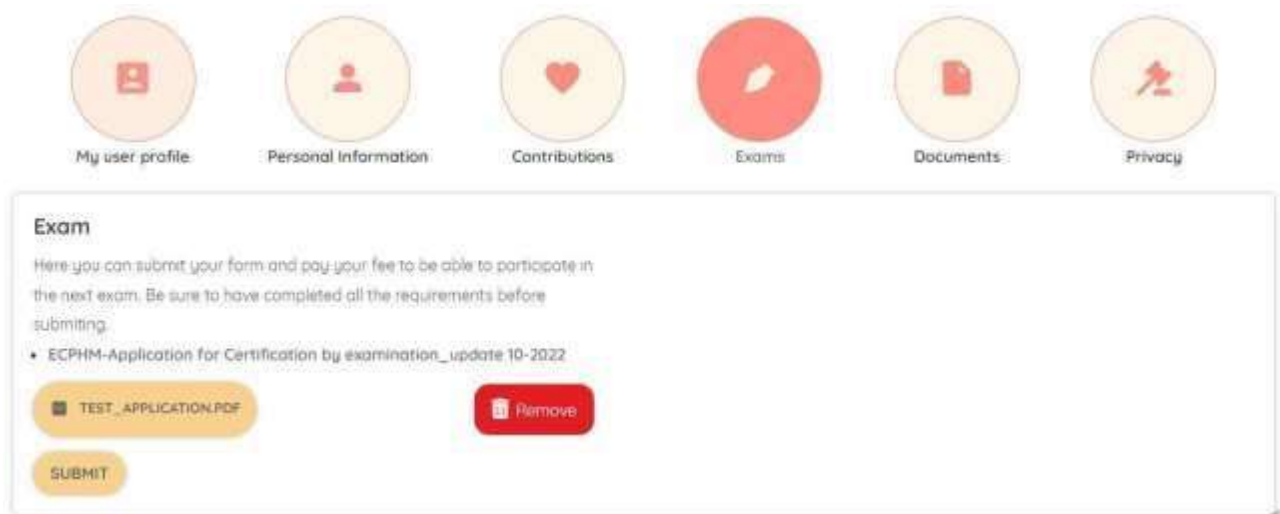 My user profile
Personal Information
Contributions
Exams
Documents
Privacy
Exam
Here you can submit your form and pay your fee to be able to participate in
the next exam. Be sure to have completed all the requirements before
submiting.
• ECPHM-Application for Certification by examination_update 10-2022
TEST_APPLICATION.PDF
Remove
SUBMIT